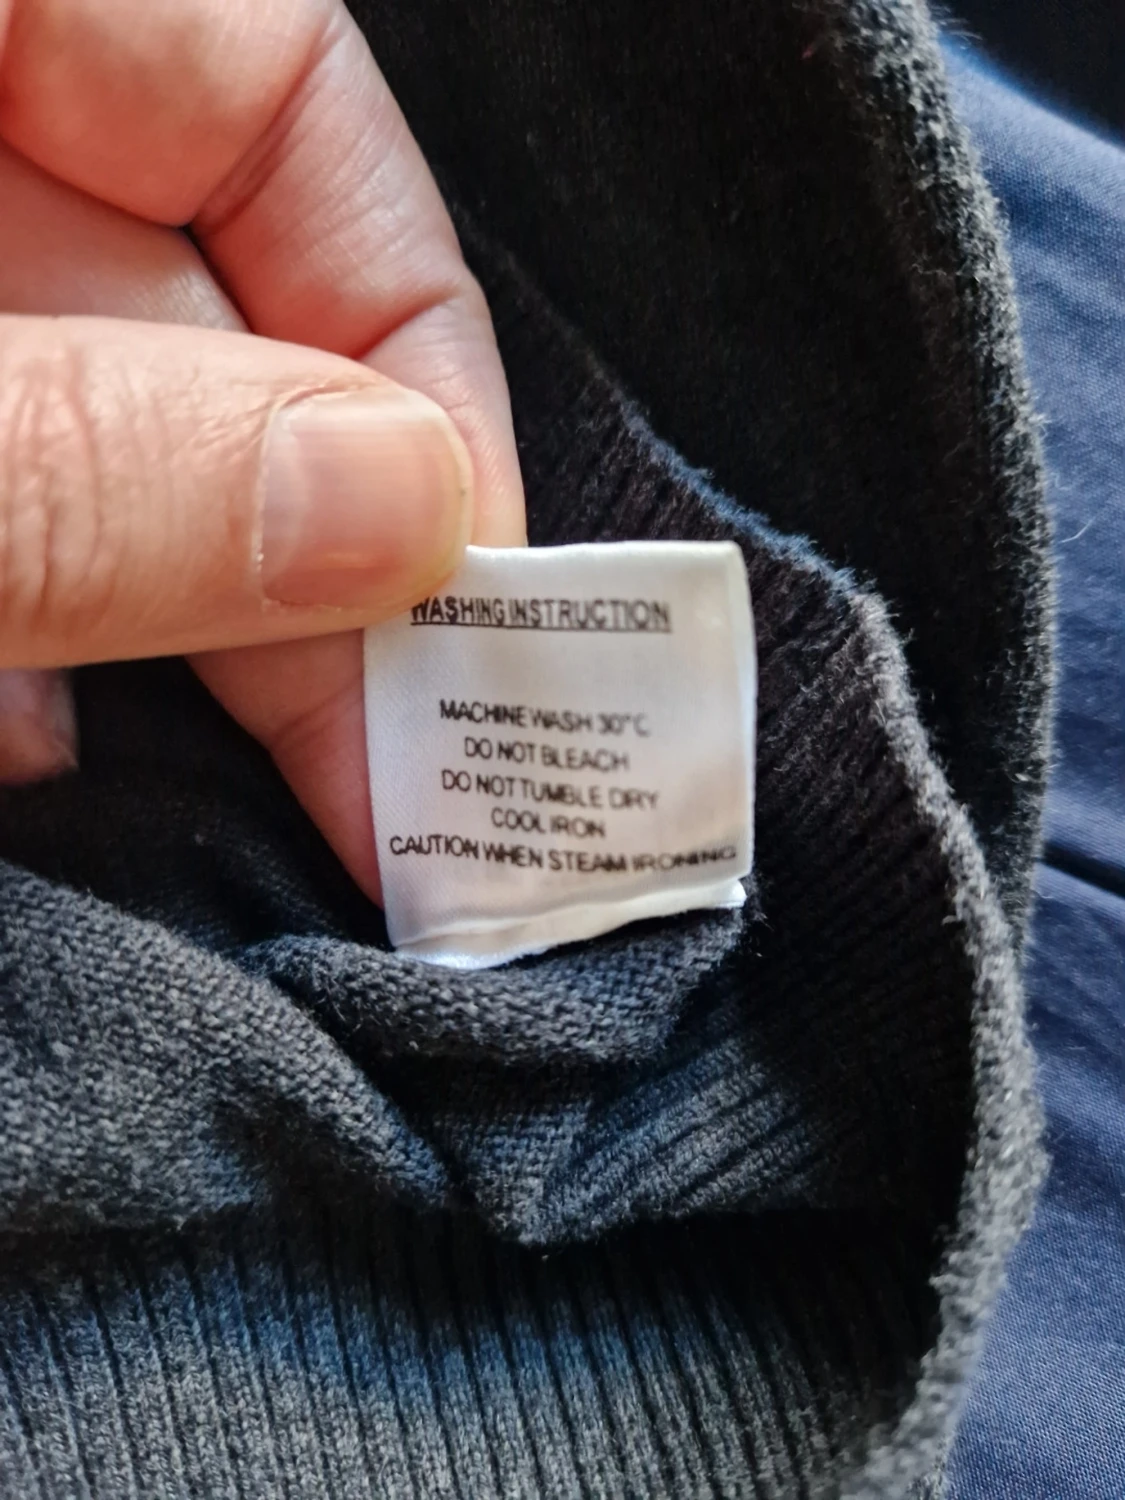 WASHING INSTRUCTION
MACHINE WASH 30°C
DO NOT BLEACH
DO NOT TUMBLE DRY
COOL IRON
CAUTION WHEN STEAM IRONING